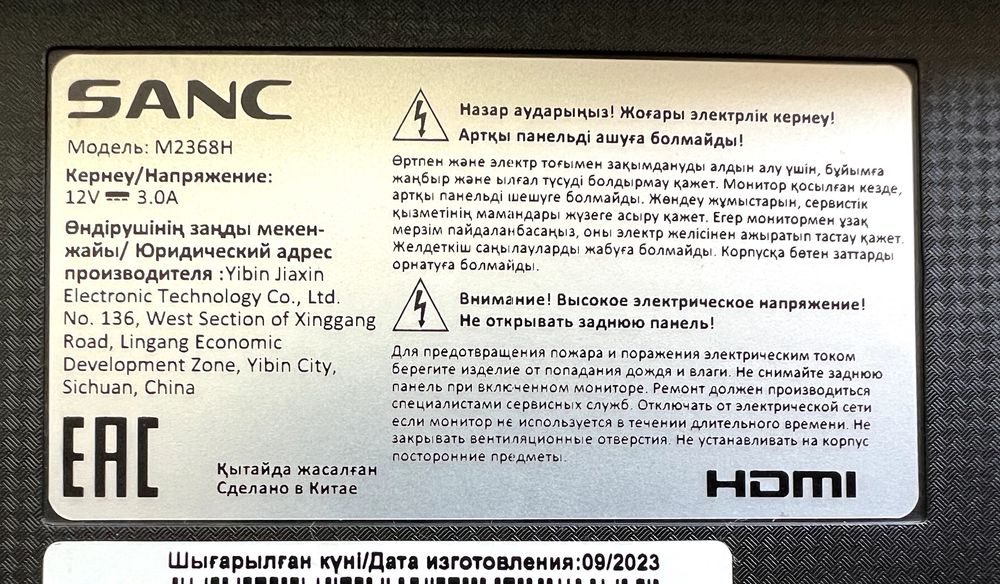 SANC
Модель: M2368H
Кернеу/Напряжение:
12V 3.0A
Өндірушінің заңды мекен-
жайы/ Юридический адрес
производителя :Yibin Jiaxin
Electronic Technology Co., Ltd.
No. 136, West Section of Xinggang
Road, Lingang Economic
Development Zone, Yibin City,
Sichuan, China
EAC
Қытайда жасалған
Сделано в Китае
Назар аударыңыз! Жоғары электрлік кернеу!
Артқы панельді ашуға болмайды!
Өртпен және электр тоғымен зақымдануды алдын алу үшін, бұйымға
жаңбыр және ылғал түсуді болдырмау қажет. Монитор қосылған кезде,
артқы панельді шешуге болмайды. Жөндеу жұмыстарын, сервистік
қызметінің мамандары жүзеге асыру қажет. Егер монитормен ұзақ
мерзім пайдаланбасаңыз, оны электр желісінен ажыратып тастау қажет.
Желдеткіш саңылауларды жабуға болмайды. Корпусқа бөтен заттарды
орнатуға болмайды.
Внимание! Высокое электрическое напряжение!
Не открывать заднюю панель!
Для предотвращения пожара и поражения электрическим током
берегите изделие от попадания дождя и влаги. Не снимайте заднюю
панель при включенном мониторе. Ремонт должен производиться
специалистами сервисных служб. Отключать от электрической сети
если монитор не используется в течении длительного времени. Не
закрывать вентиляционные отверстия. Не устанавливать на корпус
посторонние предметы.
HDMI
Шығарылған күні/Дата изготовления:09/2023